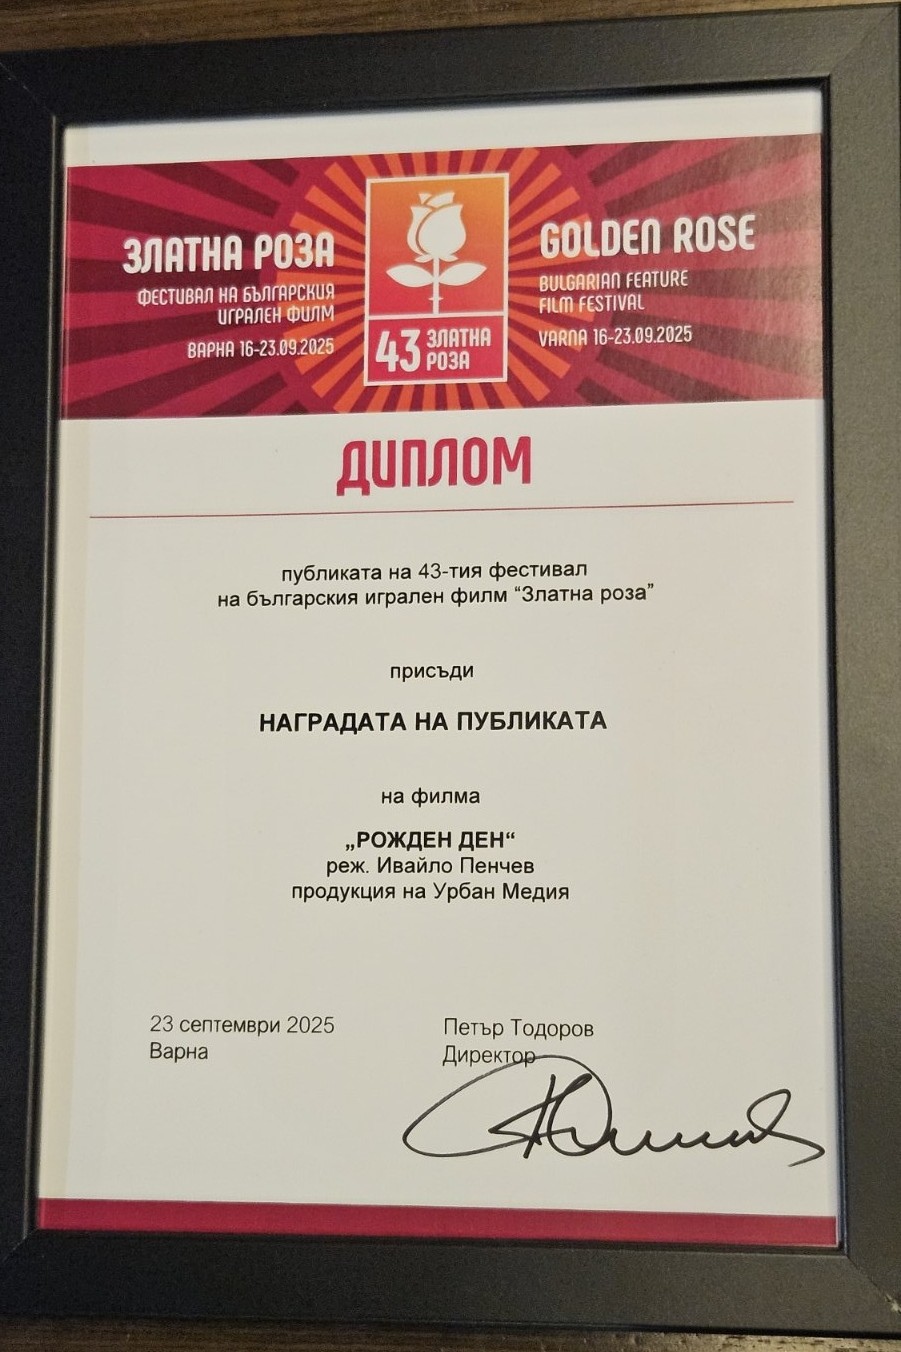 ЗЛАТНА РОЗА
ФЕСТИВАЛ НА БЪЛГАРСКИЯ
ИГРАЛЕН ФИЛМ
ВАРНА 16-23.09.2025
43 ЗЛАТНА
РОЗА
GOLDEN ROSE
BULGARIAN FEATURE
FILM FESTIVAL
VARNA 16-23.09.2025
ДИПЛОМ
публиката на 43-тия фестивал
на българския игрален филм “Златна роза”
присъди
НАГРАДАТА НА ПУБЛИКАТА
на филма
„РОЖДЕН ДЕН“
реж. Ивайло Пенчев
продукция на Урбан Медия
23 септември 2025
Варна
Петър Тодоров
Директор